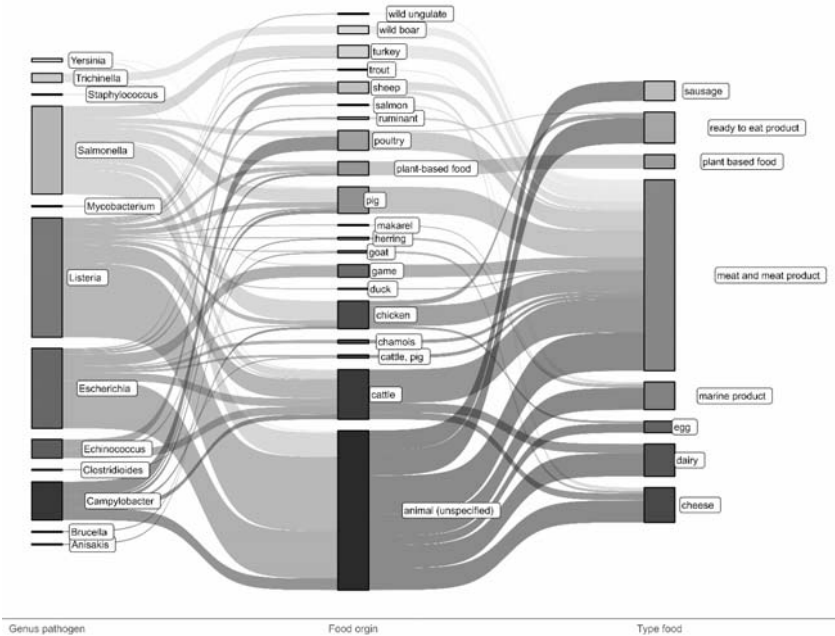 Yersinia
Trichinella
Staphylococcus
Salmonella
Mycobacterium
Listeria
Escherichia
Echinococcus
Clostridioides
Campylobacter
Brucella
Anisakis
wild ungulate
wild boar
turkey
trout
sheep
salmon
ruminant
poultry
plant-based food
pig
makarel
herring
goat
game
duck
chicken
chamois
cattle, pig
cattle
animal (unspecified)
sausage
ready to eat product
plant based food
meat and meat product
marine product
egg
dairy
cheese
Genus pathogen
Food orgin
Type food